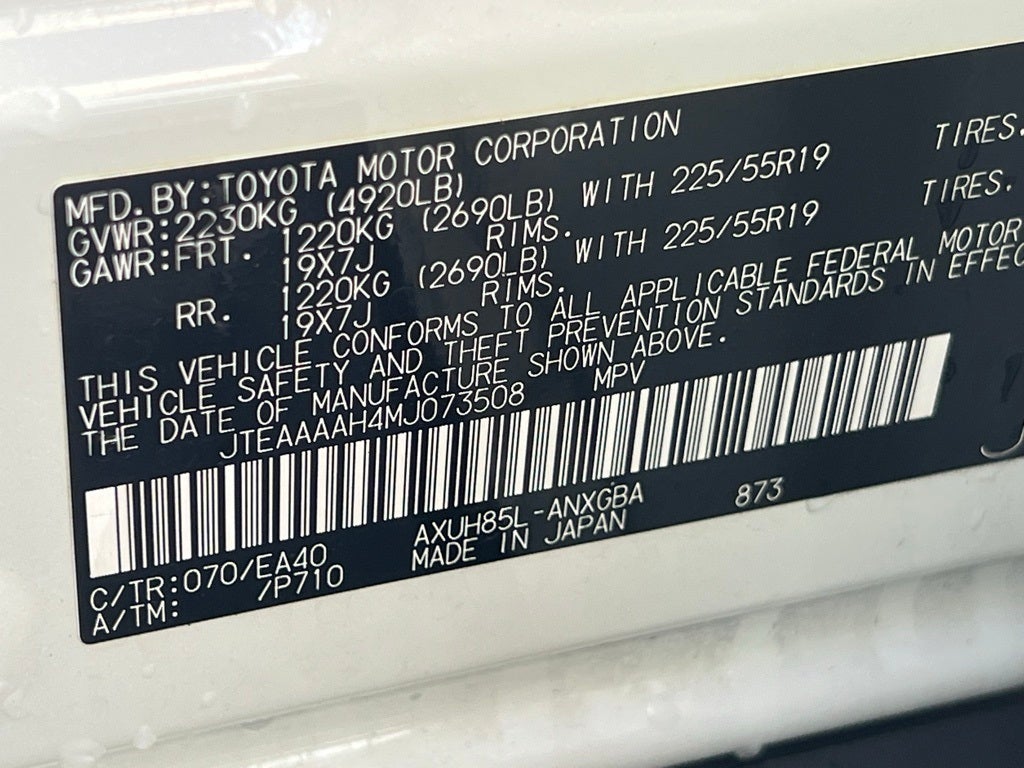 MFD. BY: TOYOTA MOTOR CORPORATION
GVWR: 2230KG (4920LB)
GAWR: FRT. 1220KG (2690LB) WITH 225/55R19 TIRES.
19X7J RIMS.
RR. 1220KG (2690LB) WITH 225/55R19 TIRES.
19X7J RIMS.
THIS VEHICLE CONFORMS TO ALL APPLICABLE FEDERAL MOTOR
VEHICLE SAFETY AND THEFT PREVENTION STANDARDS IN EFFEC
THE DATE OF MANUFACTURE SHOWN ABOVE.
JTEAAAAH4MJ073508 MPV
C/TR: 070/EA40 AXUH85L-ANXGBA 873
A/TM: /P710 MADE IN JAPAN